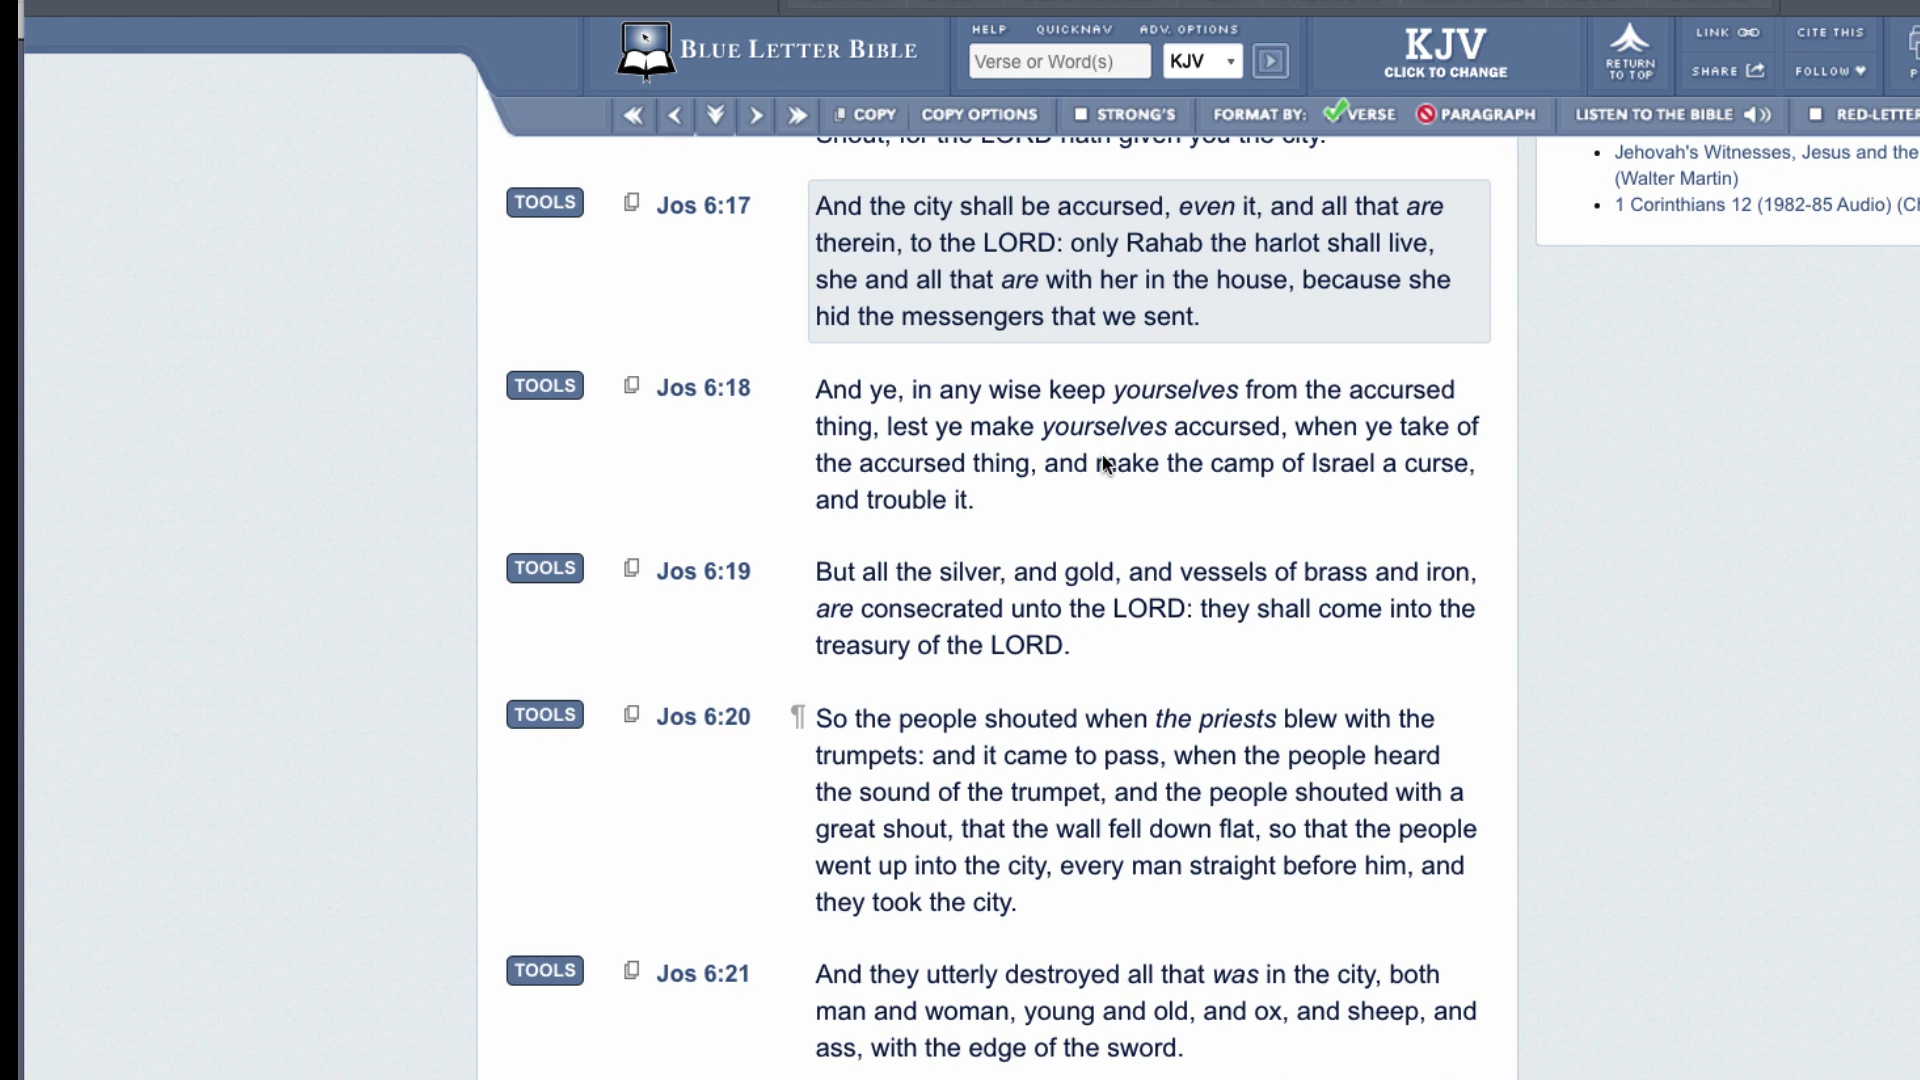 HELP QUICKNAV ADV. OPTIONS
BLUE LETTER BIBLE
Verse or Word(s) KJV
KJV
CLICK TO CHANGE
RETURN
TO TOP
LINK
SHARE
CITE THIS
FOLLOW
COPY COPY OPTIONS STRONG'S FORMAT BY: VERSE PARAGRAPH LISTEN TO THE BIBLE RED-LETTER
Shout; for the LORD hath given you the city.
Jehovah's Witnesses, Jesus and the
(Walter Martin)
1 Corinthians 12 (1982-85 Audio) (C
TOOLS Jos 6:17 And the city shall be accursed, even it, and all that are
therein, to the LORD: only Rahab the harlot shall live,
she and all that are with her in the house, because she
hid the messengers that we sent.
TOOLS Jos 6:18 And ye, in any wise keep yourselves from the accursed
thing, lest ye make yourselves accursed, when ye take of
the accursed thing, and make the camp of Israel a curse,
and trouble it.
TOOLS Jos 6:19 But all the silver, and gold, and vessels of brass and iron,
are consecrated unto the LORD: they shall come into the
treasury of the LORD.
TOOLS Jos 6:20 ¶ So the people shouted when the priests blew with the
trumpets: and it came to pass, when the people heard
the sound of the trumpet, and the people shouted with a
great shout, that the wall fell down flat, so that the people
went up into the city, every man straight before him, and
they took the city.
TOOLS Jos 6:21 And they utterly destroyed all that was in the city, both
man and woman, young and old, and ox, and sheep, and
ass, with the edge of the sword.